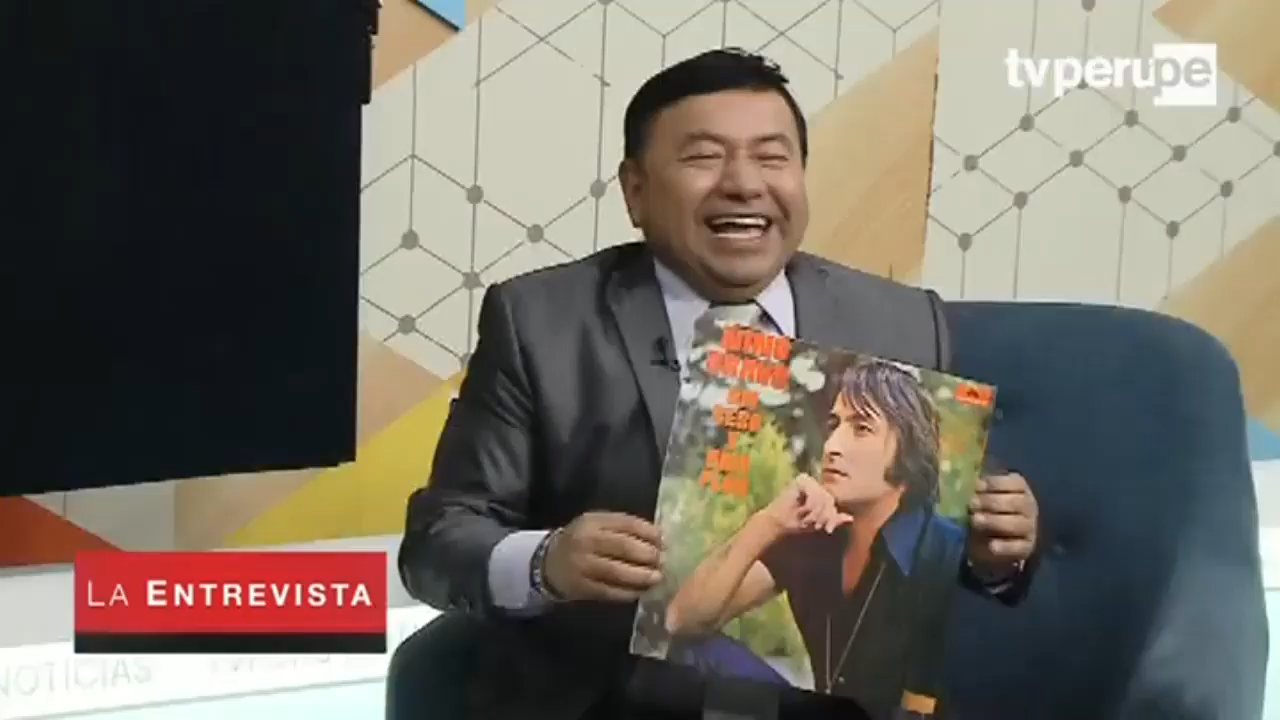 tvperupe
NINO
BRAVO
UN
BESO
Y
UNA
FLOR
LA ENTREVISTA
NOTICIAS